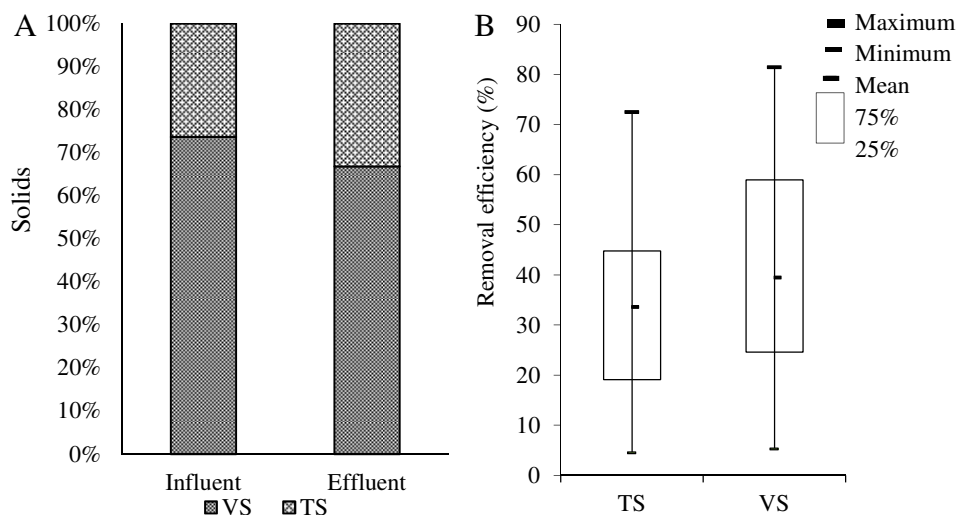 A
100%
90%
80%
70%
60%
50%
40%
30%
20%
10%
0%
Solids
Influent
Effluent
VS
TS
B
90
80
70
60
50
40
30
20
10
0
Removal efficiency (%)
TS
VS
Maximum
Minimum
Mean
75%
25%